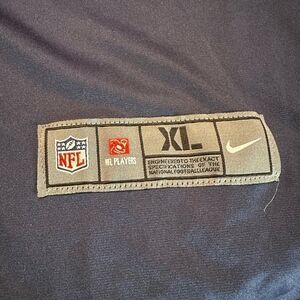 NFL
NFL PLAYERS
XL
ENGINEERED TO THE EXACT
SPECIFICATIONS OF THE
NATIONAL FOOTBALL LEAGUE